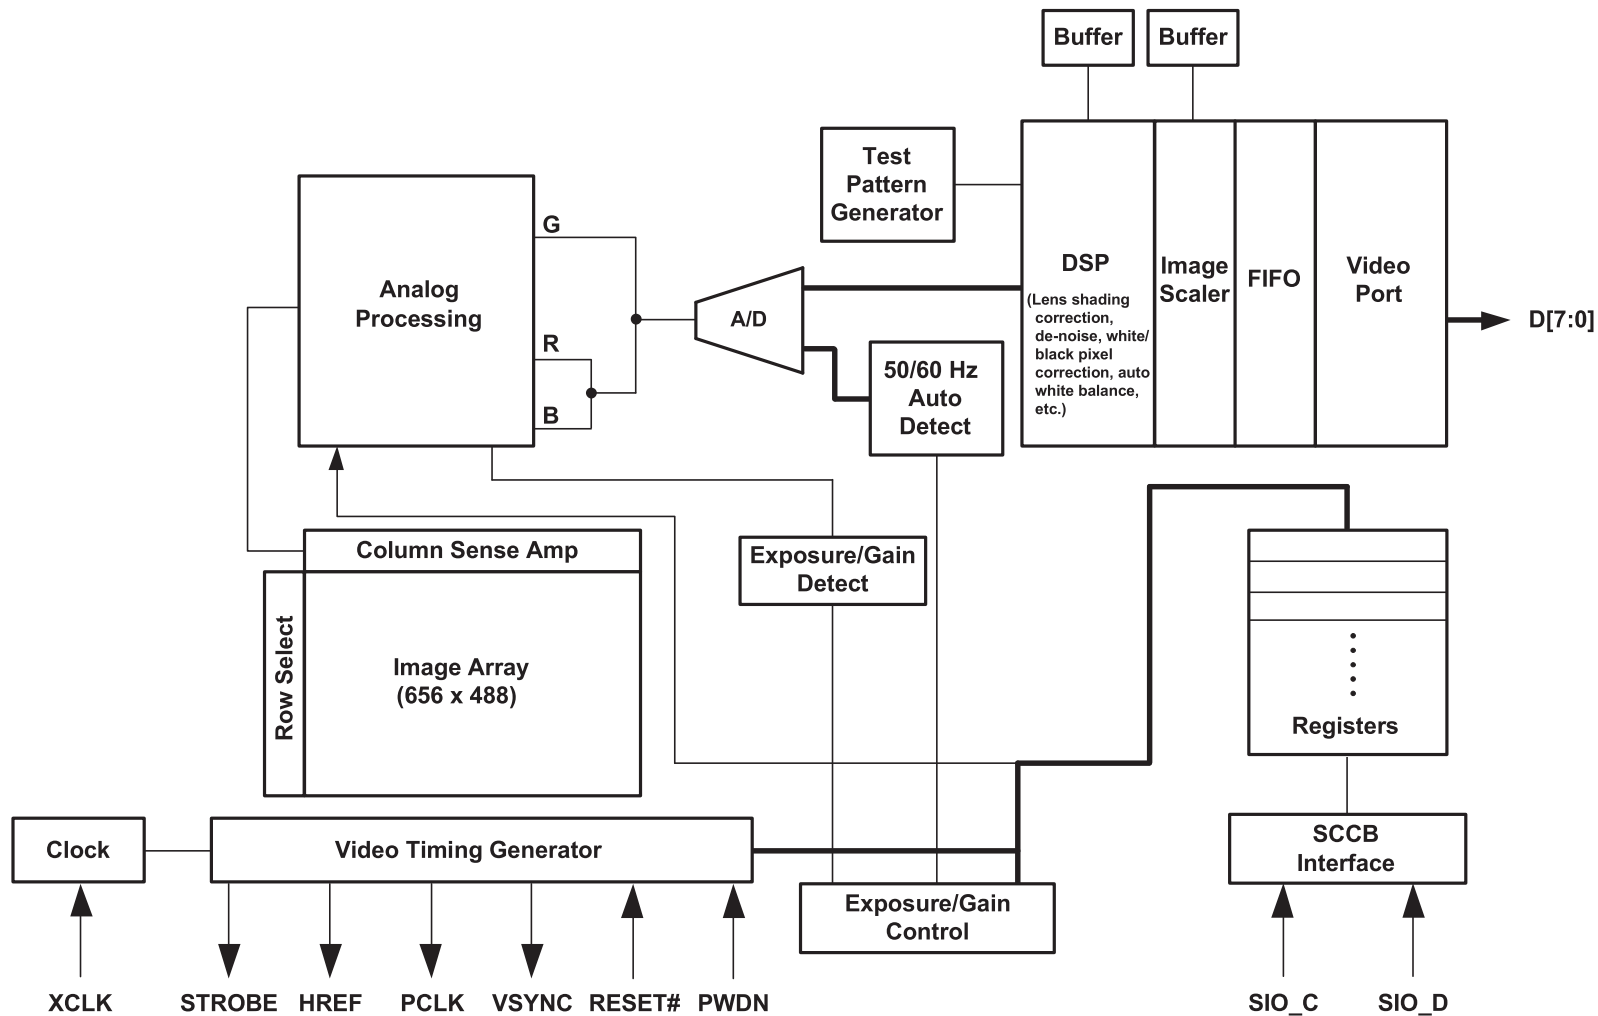 Buffer
Buffer
Test
Pattern
Generator
Analog
Processing
G
R
B
A/D
50/60 Hz
Auto
Detect
DSP
(Lens shading
correction,
de-noise, white/
black pixel
correction, auto
white balance,
etc.)
Image
Scaler
FIFO
Video
Port
D[7:0]
Column Sense Amp
Row Select
Image Array
(656 x 488)
Exposure/Gain
Detect
Registers
Clock
Video Timing Generator
Exposure/Gain
Control
SCCB
Interface
XCLK
STROBE
HREF
PCLK
VSYNC
RESET#
PWDN
SIO_C
SIO_D